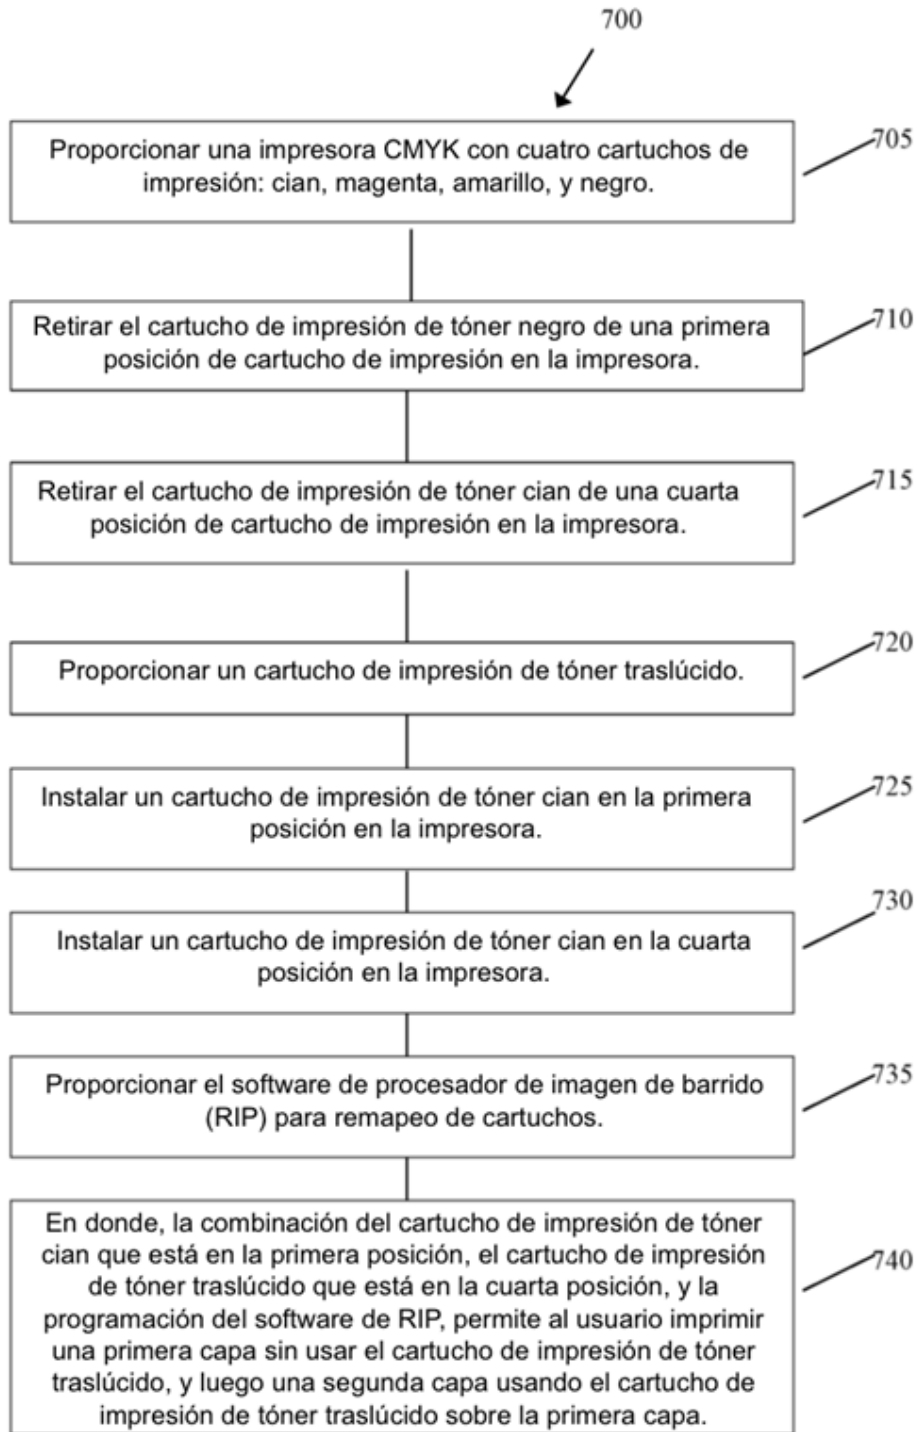 700
Proporcionar una impresora CMYK con cuatro cartuchos de
impresión: cian, magenta, amarillo, y negro.
705
Retirar el cartucho de impresión de tóner negro de una primera
posición de cartucho de impresión en la impresora.
710
Retirar el cartucho de impresión de tóner cian de una cuarta
posición de cartucho de impresión en la impresora.
715
Proporcionar un cartucho de impresión de tóner traslúcido.
720
Instalar un cartucho de impresión de tóner cian en la primera
posición en la impresora.
725
Instalar un cartucho de impresión de tóner cian en la cuarta
posición en la impresora.
730
Proporcionar el software de procesador de imagen de barrido
(RIP) para remapeo de cartuchos.
735
En donde, la combinación del cartucho de impresión de tóner
cian que está en la primera posición, el cartucho de impresión
de tóner traslúcido que está en la cuarta posición, y la
programación del software de RIP, permite al usuario imprimir
una primera capa sin usar el cartucho de impresión de tóner
traslúcido, y luego una segunda capa usando el cartucho de
impresión de tóner traslúcido sobre la primera capa.
740